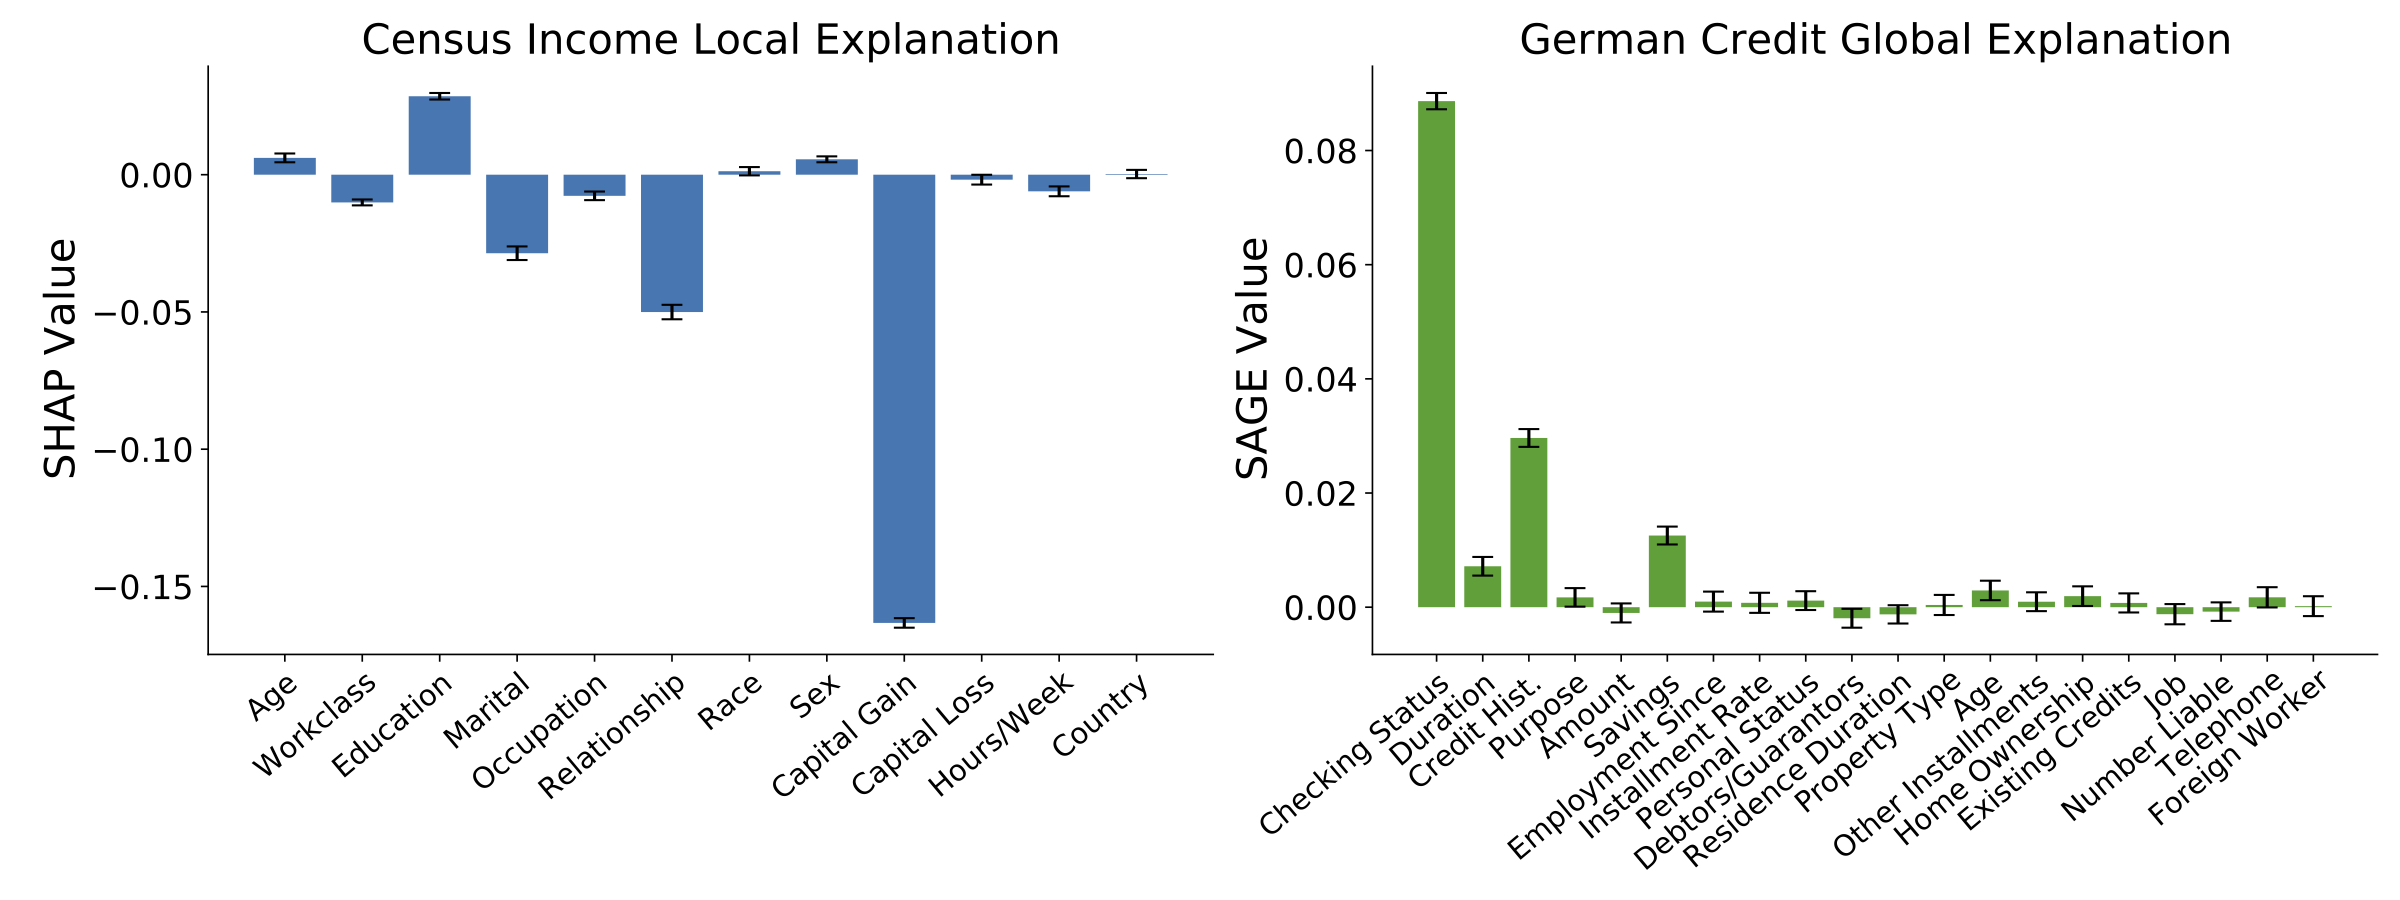 Census Income Local Explanation
SHAP Value
0.00
−0.05
−0.10
−0.15
Age
Workclass
Education
Marital
Occupation
Relationship
Race
Sex
Capital Gain
Capital Loss
Hours/Week
Country
German Credit Global Explanation
SAGE Value
0.08
0.06
0.04
0.02
0.00
Checking Status
Duration
Credit Hist.
Purpose
Amount
Savings
Employment Since
Installment Rate
Personal Status
Debtors/Guarantors
Residence Duration
Property Type
Age
Other Installments
Home Ownership
Existing Credits
Job
Number Liable
Telephone
Foreign Worker